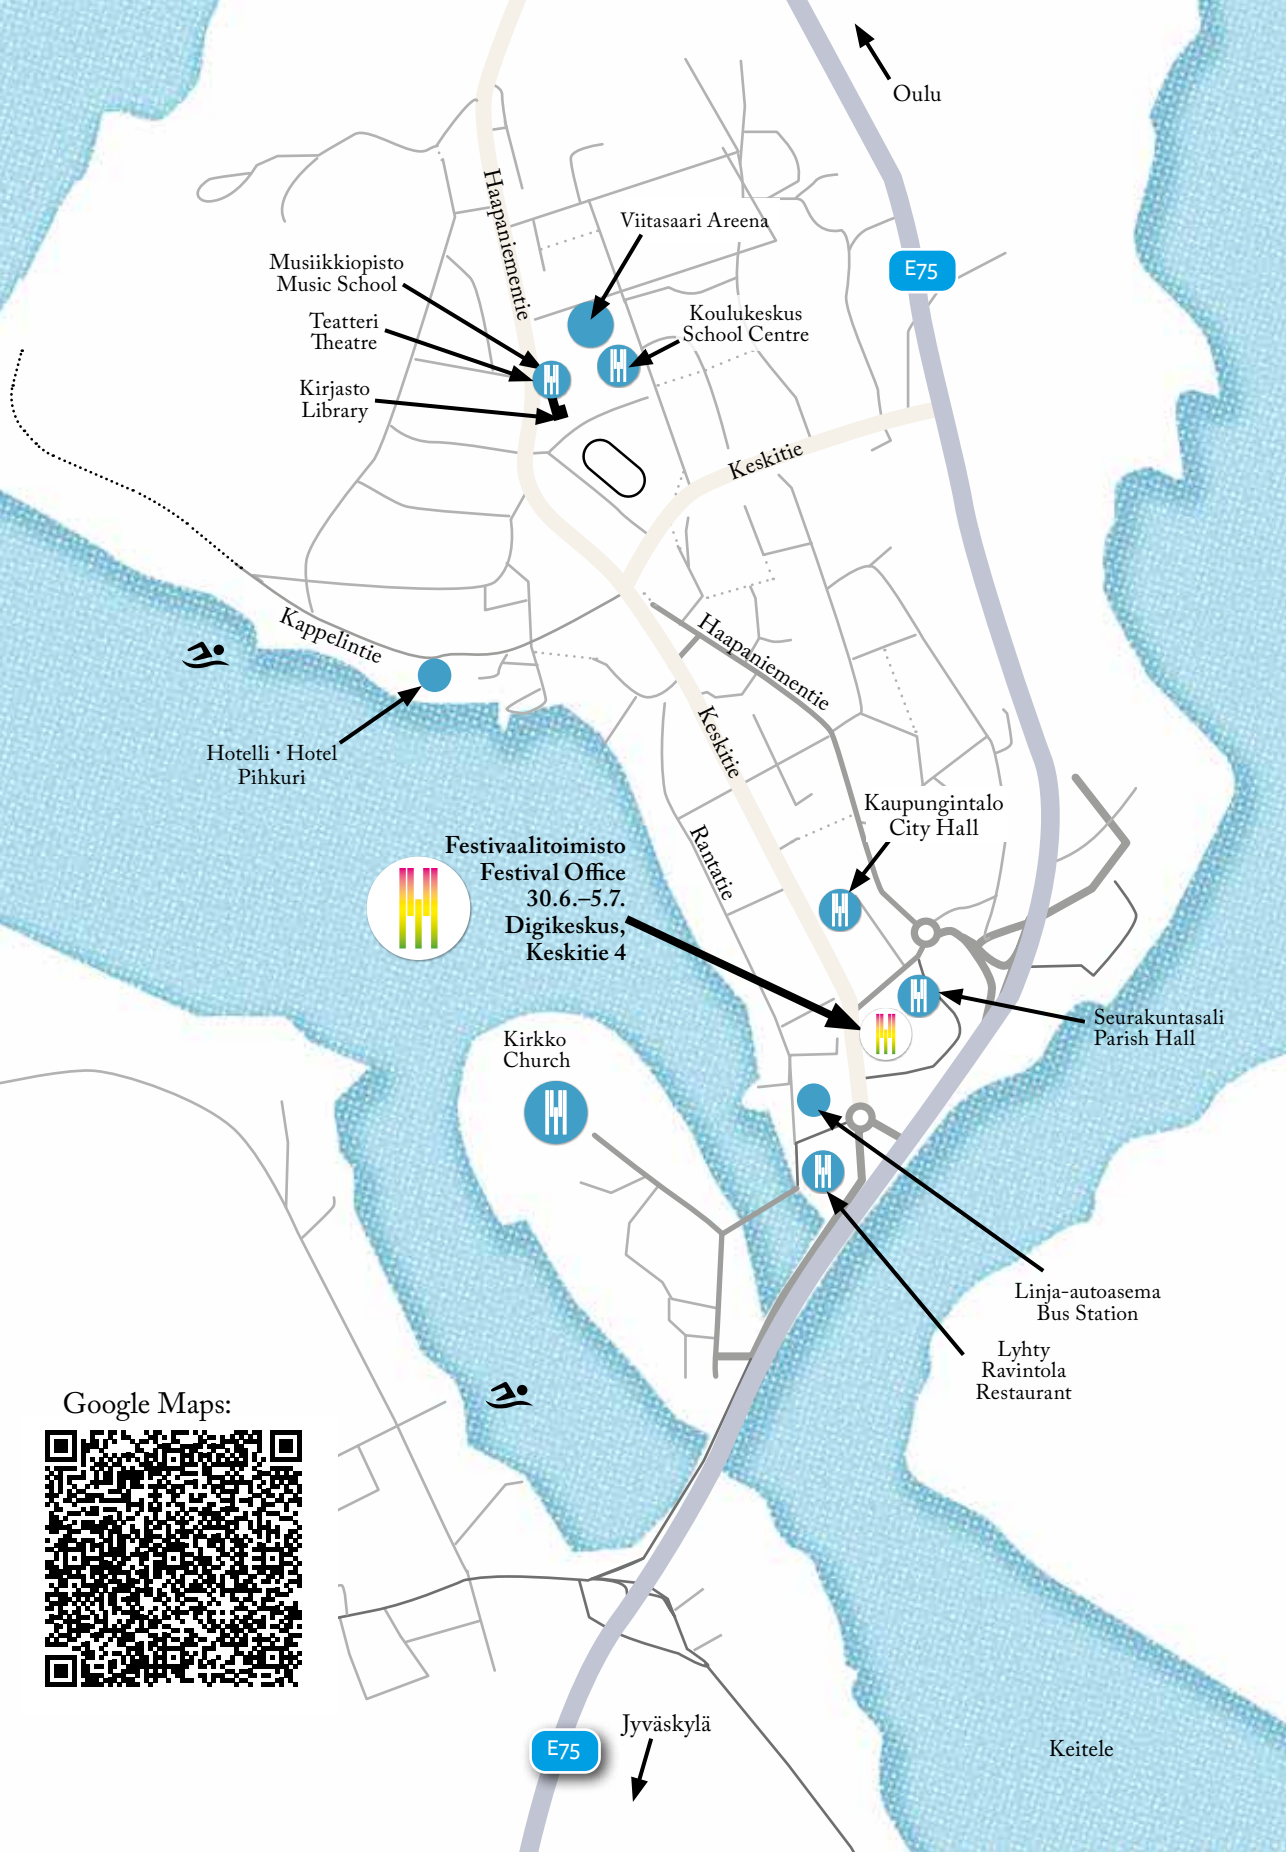 Oulu
Haapaniementie
Viitasaari Areena
E75
Musiikkiopisto
Music School
Teatteri
Theatre
Koulukeskus
School Centre
Kirjasto
Library
Keskitie
Kappelintie
Haapaniementie
Hotelli · Hotel
Pihkuri
Keskitie
Kaupungintalo
City Hall
Rantatie
Festivaalitoimisto
Festival Office
30.6.–5.7.
Digikeskus,
Keskitie 4
Seurakuntasali
Parish Hall
Kirkko
Church
Linja-autoasema
Bus Station
Lyhty
Ravintola
Restaurant
Google Maps:
Jyväskylä
E75
Keitele